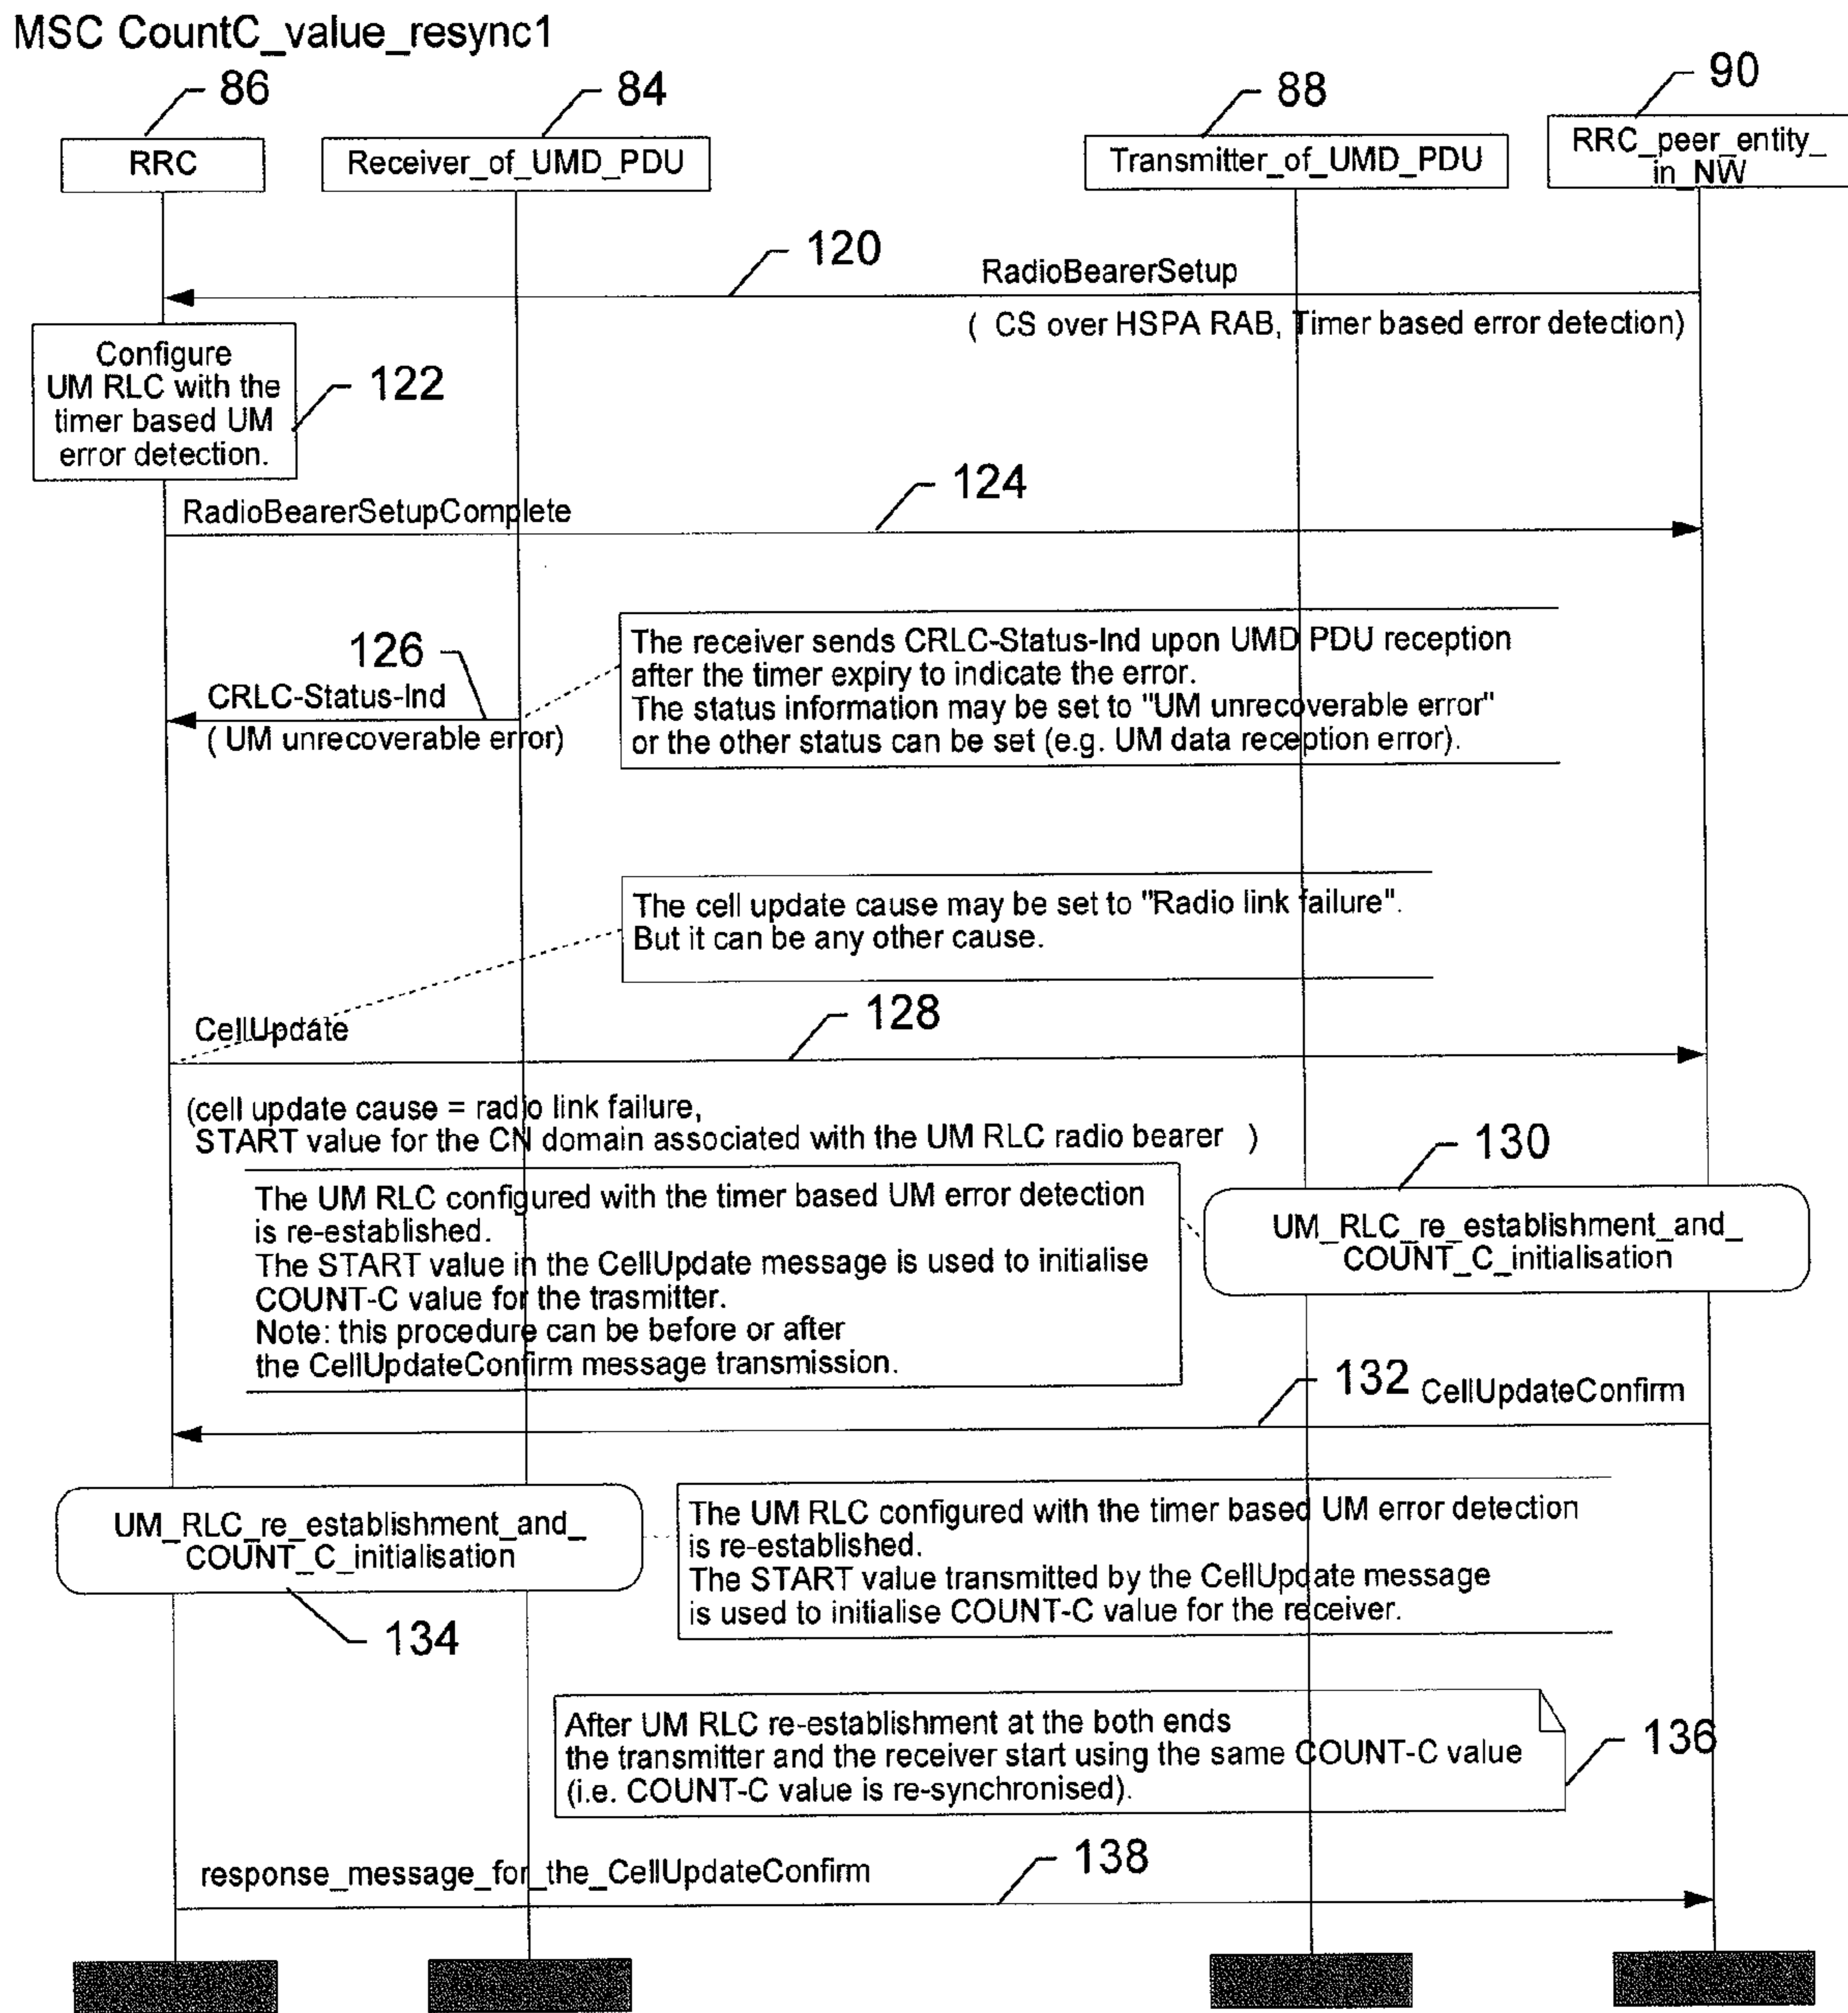 MSC CountC_value_resync1
86
84
88
90
RRC
Receiver_of_UMD_PDU
Transmitter_of_UMD_PDU
RRC_peer_entity_
in_NW
120
RadioBearerSetup
( CS over HSPA RAB, Timer based error detection)
Configure
UM RLC with the
timer based UM
error detection.
122
124
RadioBearerSetupComplete
126
CRLC-Status-Ind
( UM unrecoverable error)
The receiver sends CRLC-Status-Ind upon UMD PDU reception
after the timer expiry to indicate the error.
The status information may be set to "UM unrecoverable error"
or the other status can be set (e.g. UM data reception error).
The cell update cause may be set to "Radio link failure".
But it can be any other cause.
CellUpdate
128
(cell update cause = radio link failure,
START value for the CN domain associated with the UM RLC radio bearer )
130
The UM RLC configured with the timer based UM error detection
is re-established.
The START value in the CellUpdate message is used to initialise
COUNT-C value for the trasmitter.
Note: this procedure can be before or after
the CellUpdateConfirm message transmission.
UM_RLC_re_establishment_and_
COUNT_C_initialisation
132
CellUpdateConfirm
UM_RLC_re_establishment_and_
COUNT_C_initialisation
134
The UM RLC configured with the timer based UM error detection
is re-established.
The START value transmitted by the CellUpdate message
is used to initialise COUNT-C value for the receiver.
After UM RLC re-establishment at the both ends
the transmitter and the receiver start using the same COUNT-C value
(i.e. COUNT-C value is re-synchronised).
136
response_message_for_the_CellUpdateConfirm
138